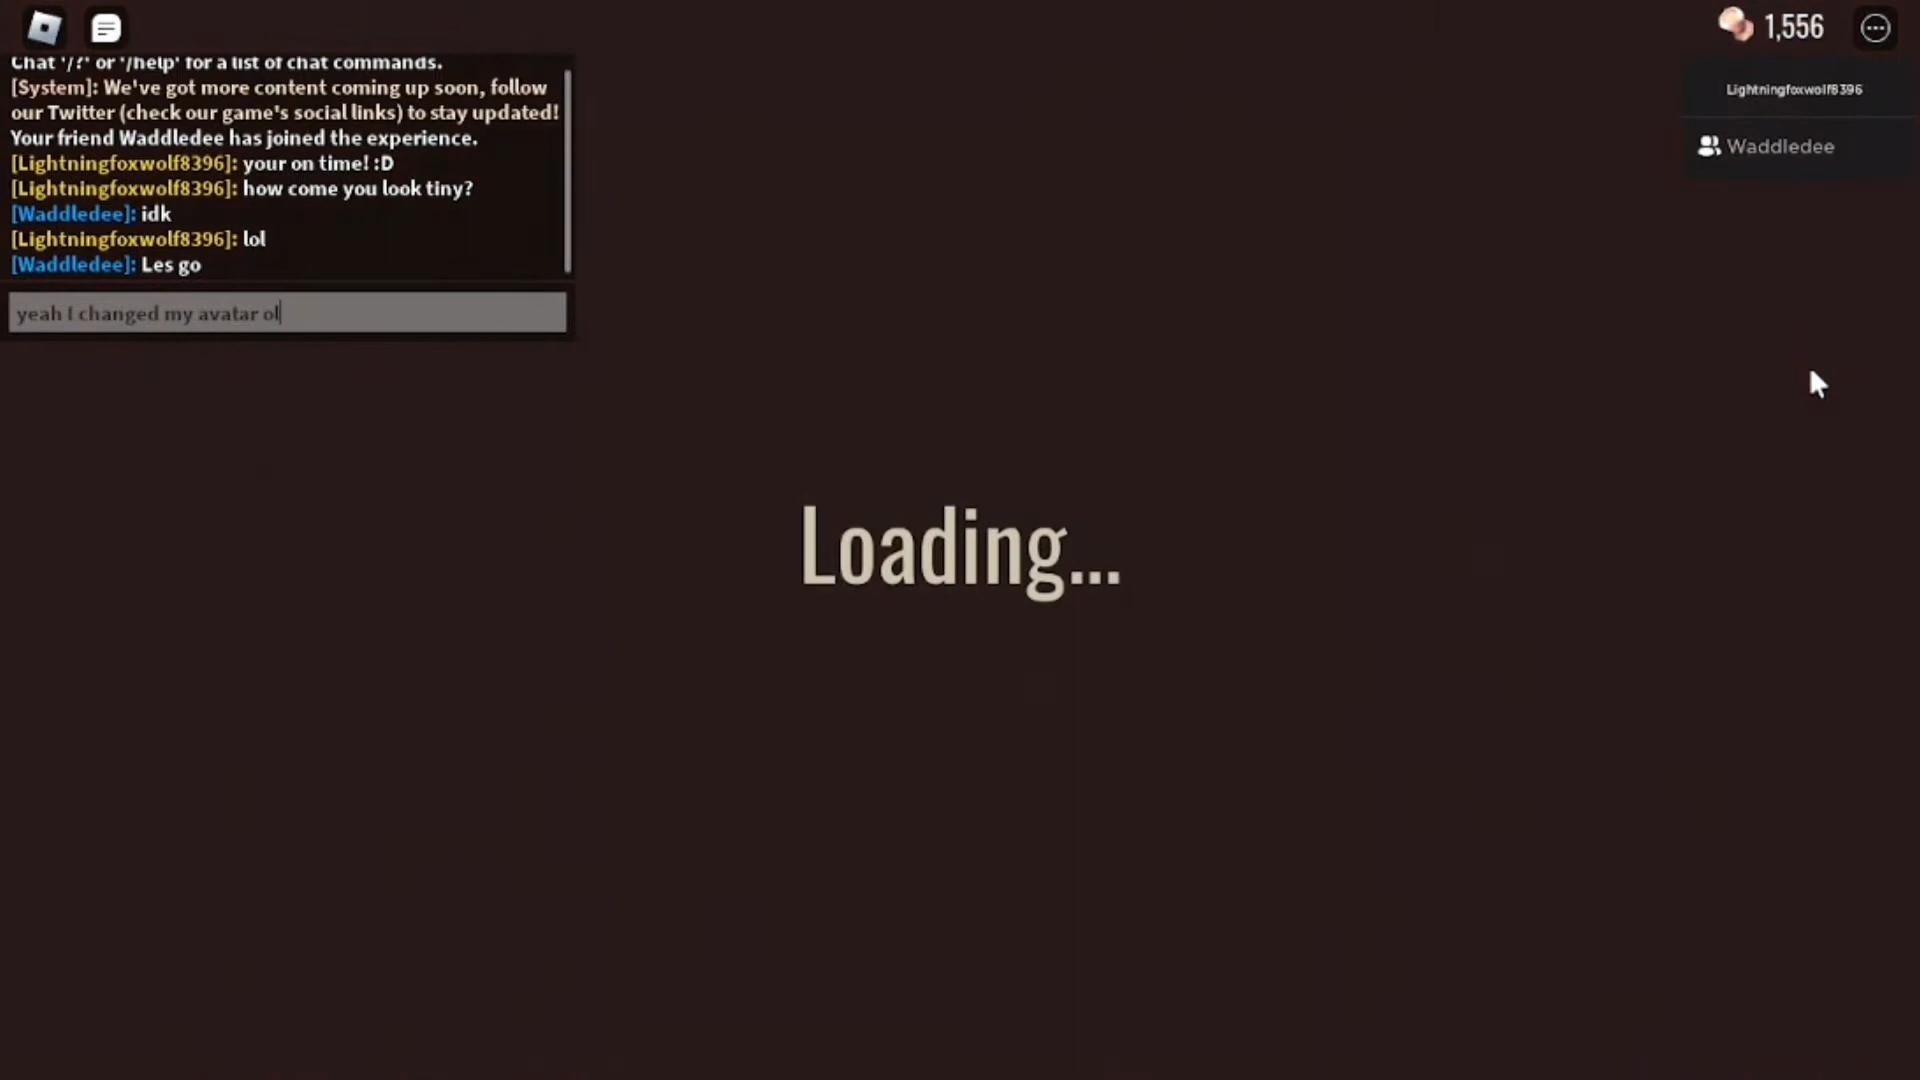 1,556
Chat '/?' or '/help' for a list of chat commands.
[System]: We've got more content coming up soon, follow
our Twitter (check our game's social links) to stay updated!
Your friend Waddledee has joined the experience.
[Lightningfoxwolf8396]: your on time! :D
[Lightningfoxwolf8396]: how come you look tiny?
[Waddledee]: idk
[Lightningfoxwolf8396]: lol
[Waddledee]: Les go
yeah I changed my avatar ol
Lightningfoxwolf8396
Waddledee
Loading...